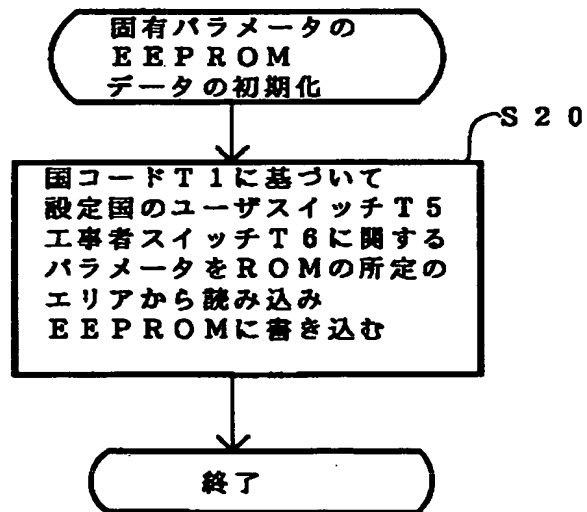 固有パラメータの
EEPROM
データの初期化
S20
国コードT1に基づいて
設定国のユーザスイッチT5
工事者スイッチT6に関する
パラメータをROMの所定の
エリアから読み込み
EEPROMに書き込む
終了